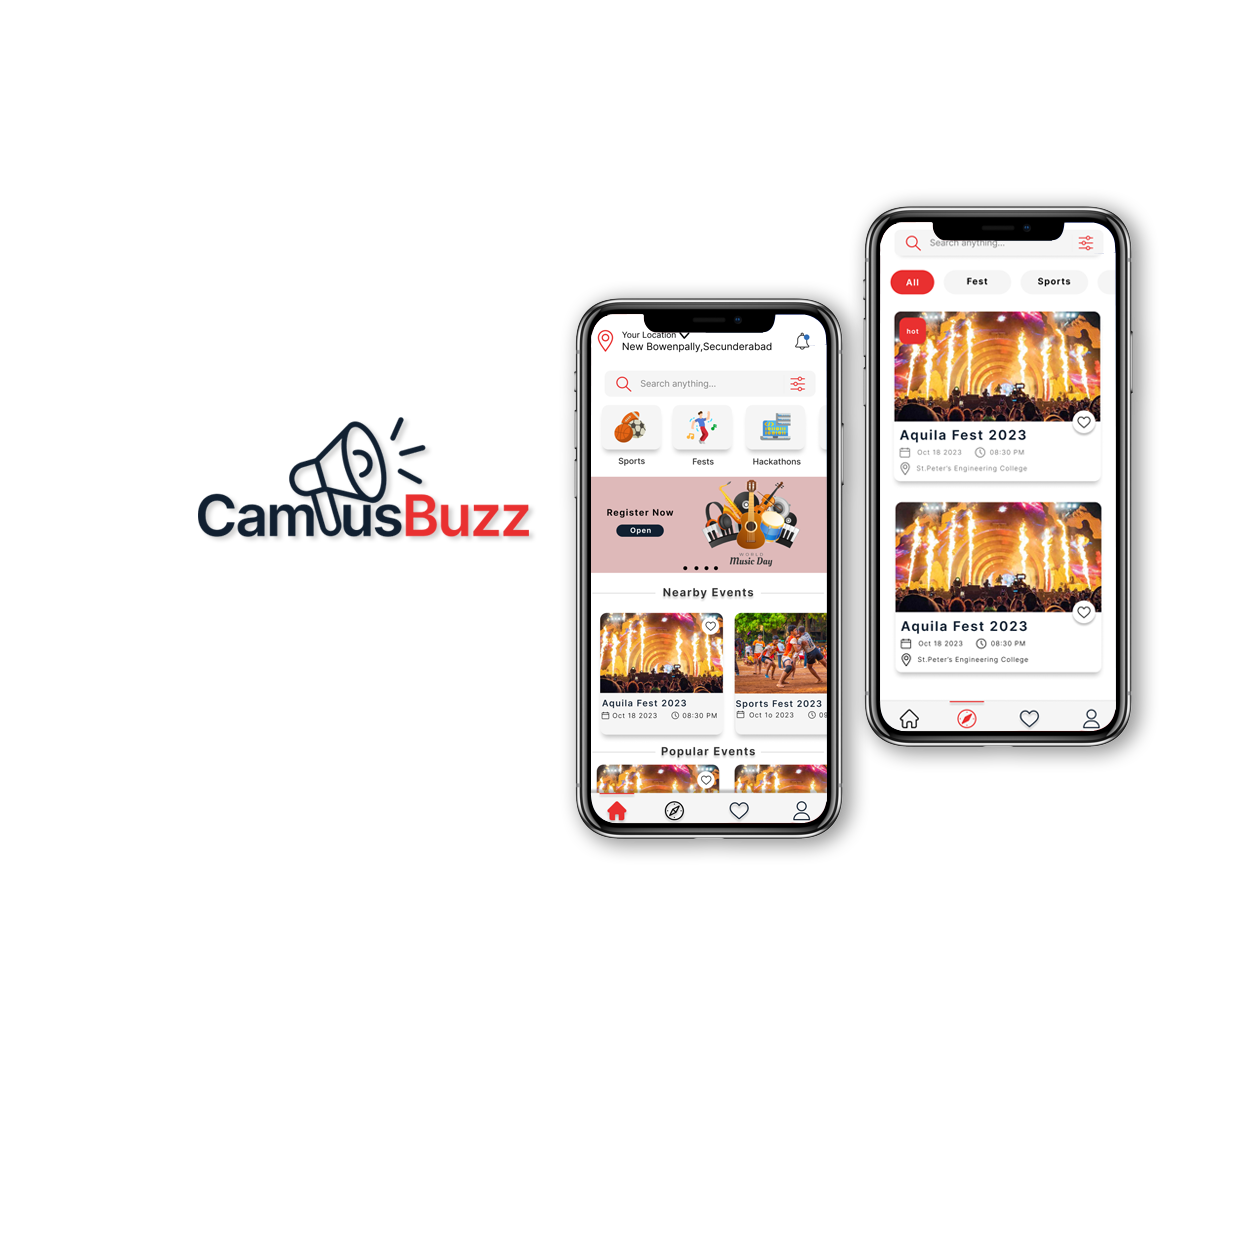 CampusBuzz
Your Location
New Bowenpally,Secunderabad
Search anything...
Sports
Fests
Hackathons
Register Now
Open
WORLD
Music Day
Nearby Events
Aquila Fest 2023
Oct 18 2023
08:30 PM
Sports Fest 2023
Oct 1o 2023
09
Popular Events
Search anything...
All
Fest
Sports
hot
Aquila Fest 2023
Oct 18 2023
08:30 PM
St.Peter's Engineering College
Aquila Fest 2023
Oct 18 2023
08:30 PM
St.Peter's Engineering College